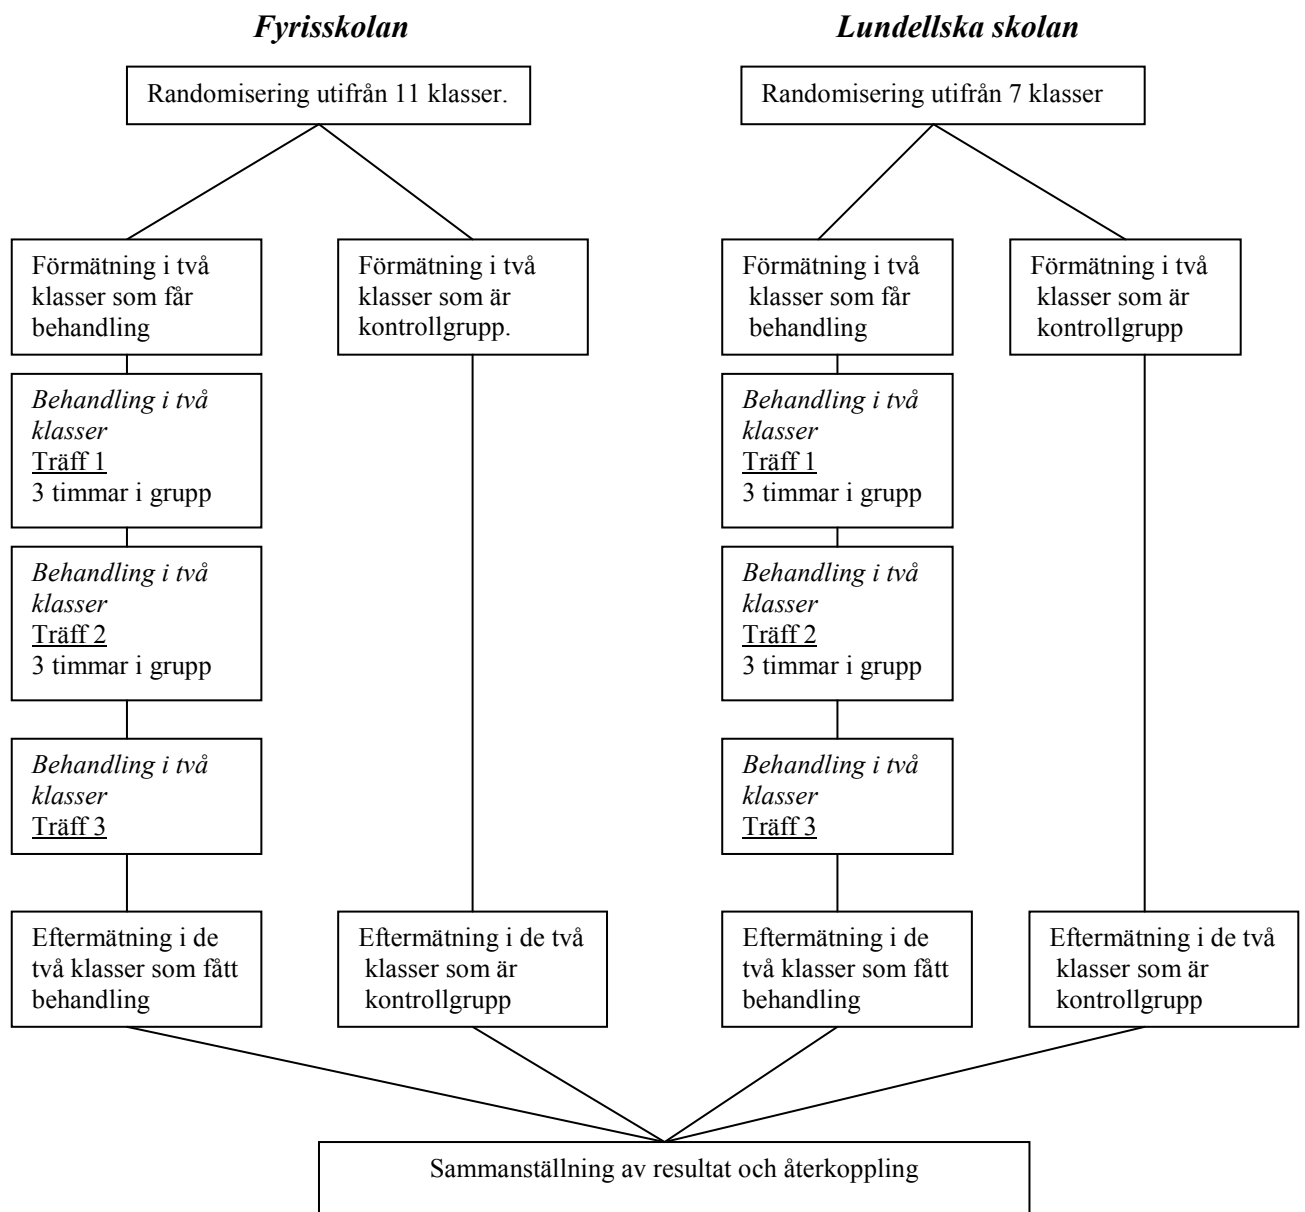 Fyrisskolan
Lundellska skolan
Randomisering utifrån 11 klasser.
Randomisering utifrån 7 klasser
Förmätning i två
klasser som får
behandling
Förmätning i två
klasser som är
kontrollgrupp.
Förmätning i två
klasser som får
behandling
Förmätning i två
klasser som är
kontrollgrupp
Behandling i två
klasser
Träff 1
3 timmar i grupp
Behandling i två
klasser
Träff 1
3 timmar i grupp
Behandling i två
klasser
Träff 2
3 timmar i grupp
Behandling i två
klasser
Träff 2
3 timmar i grupp
Behandling i två
klasser
Träff 3
Behandling i två
klasser
Träff 3
Eftermätning i de
två klasser som fått
behandling
Eftermätning i de två
klasser som är
kontrollgrupp
Eftermätning i de
två klasser som fått
behandling
Eftermätning i de två
klasser som är
kontrollgrupp
Sammanställning av resultat och återkoppling